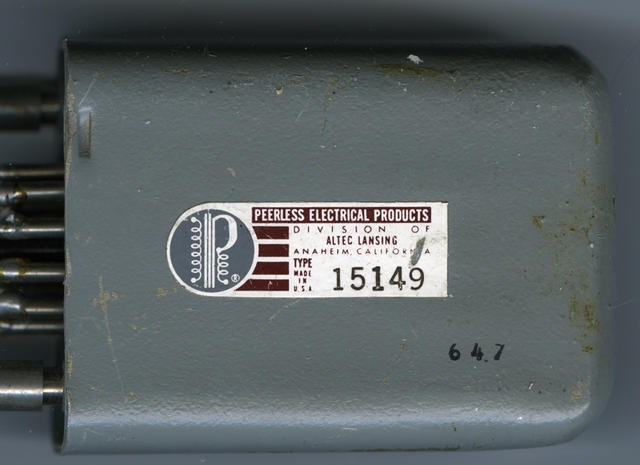 PEERLESS ELECTRICAL PRODUCTS
DIVISION OF
ALTEC LANSING
ANAHEIM, CALIFORNIA
P ®
TYPE
MADE
IN
U.S.A
15149
647